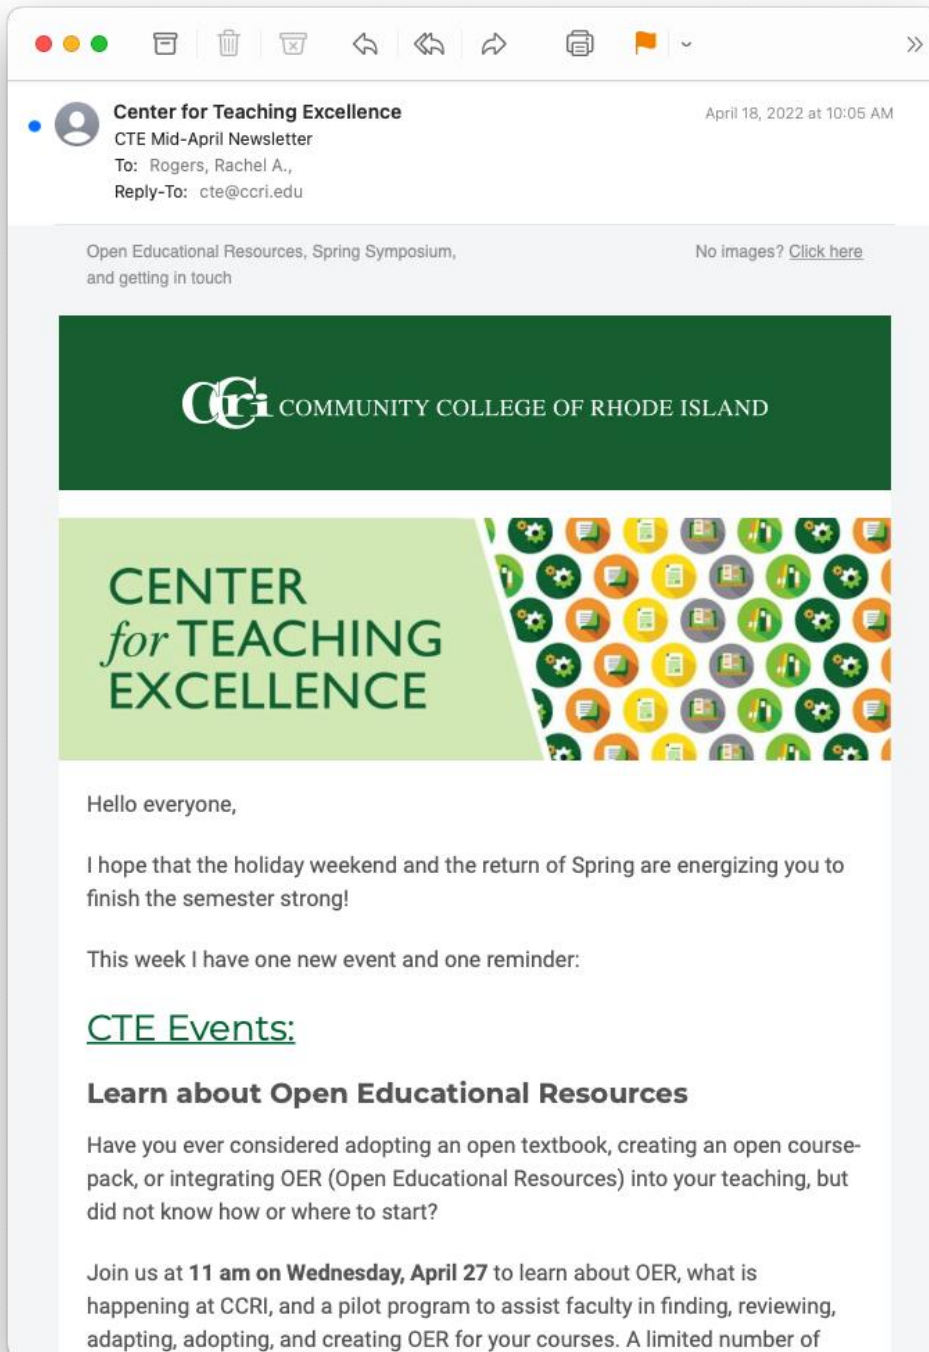 Center for Teaching Excellence
April 18, 2022 at 10:05 AM
CTE Mid-April Newsletter
To: Rogers, Rachel A.,
Reply-To: cte@ccri.edu
Open Educational Resources, Spring Symposium,
and getting in touch
No images? Click here
CCri COMMUNITY COLLEGE OF RHODE ISLAND
CENTER
for TEACHING
EXCELLENCE
Hello everyone,
I hope that the holiday weekend and the return of Spring are energizing you to
finish the semester strong!
This week I have one new event and one reminder:
CTE Events:
Learn about Open Educational Resources
Have you ever considered adopting an open textbook, creating an open course-
pack, or integrating OER (Open Educational Resources) into your teaching, but
did not know how or where to start?
Join us at 11 am on Wednesday, April 27 to learn about OER, what is
happening at CCRI, and a pilot program to assist faculty in finding, reviewing,
adapting, adopting, and creating OER for your courses. A limited number of